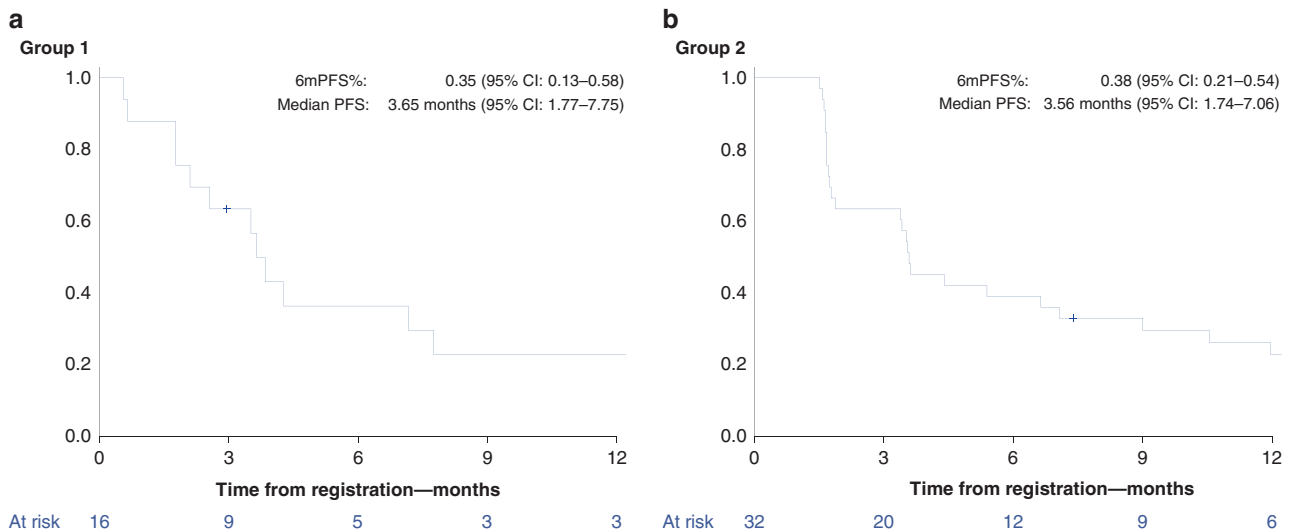 a
Group 1
6mPFS%: 0.35 (95% CI: 0.13–0.58)
Median PFS: 3.65 months (95% CI: 1.77–7.75)
1.0
0.8
0.6
0.4
0.2
0.0
0 3 6 9 12
Time from registration—months
At risk 16 9 5 3 3
b
Group 2
6mPFS%: 0.38 (95% CI: 0.21–0.54)
Median PFS: 3.56 months (95% CI: 1.74–7.06)
1.0
0.8
0.6
0.4
0.2
0.0
0 3 6 9 12
Time from registration—months
At risk 32 20 12 9 6